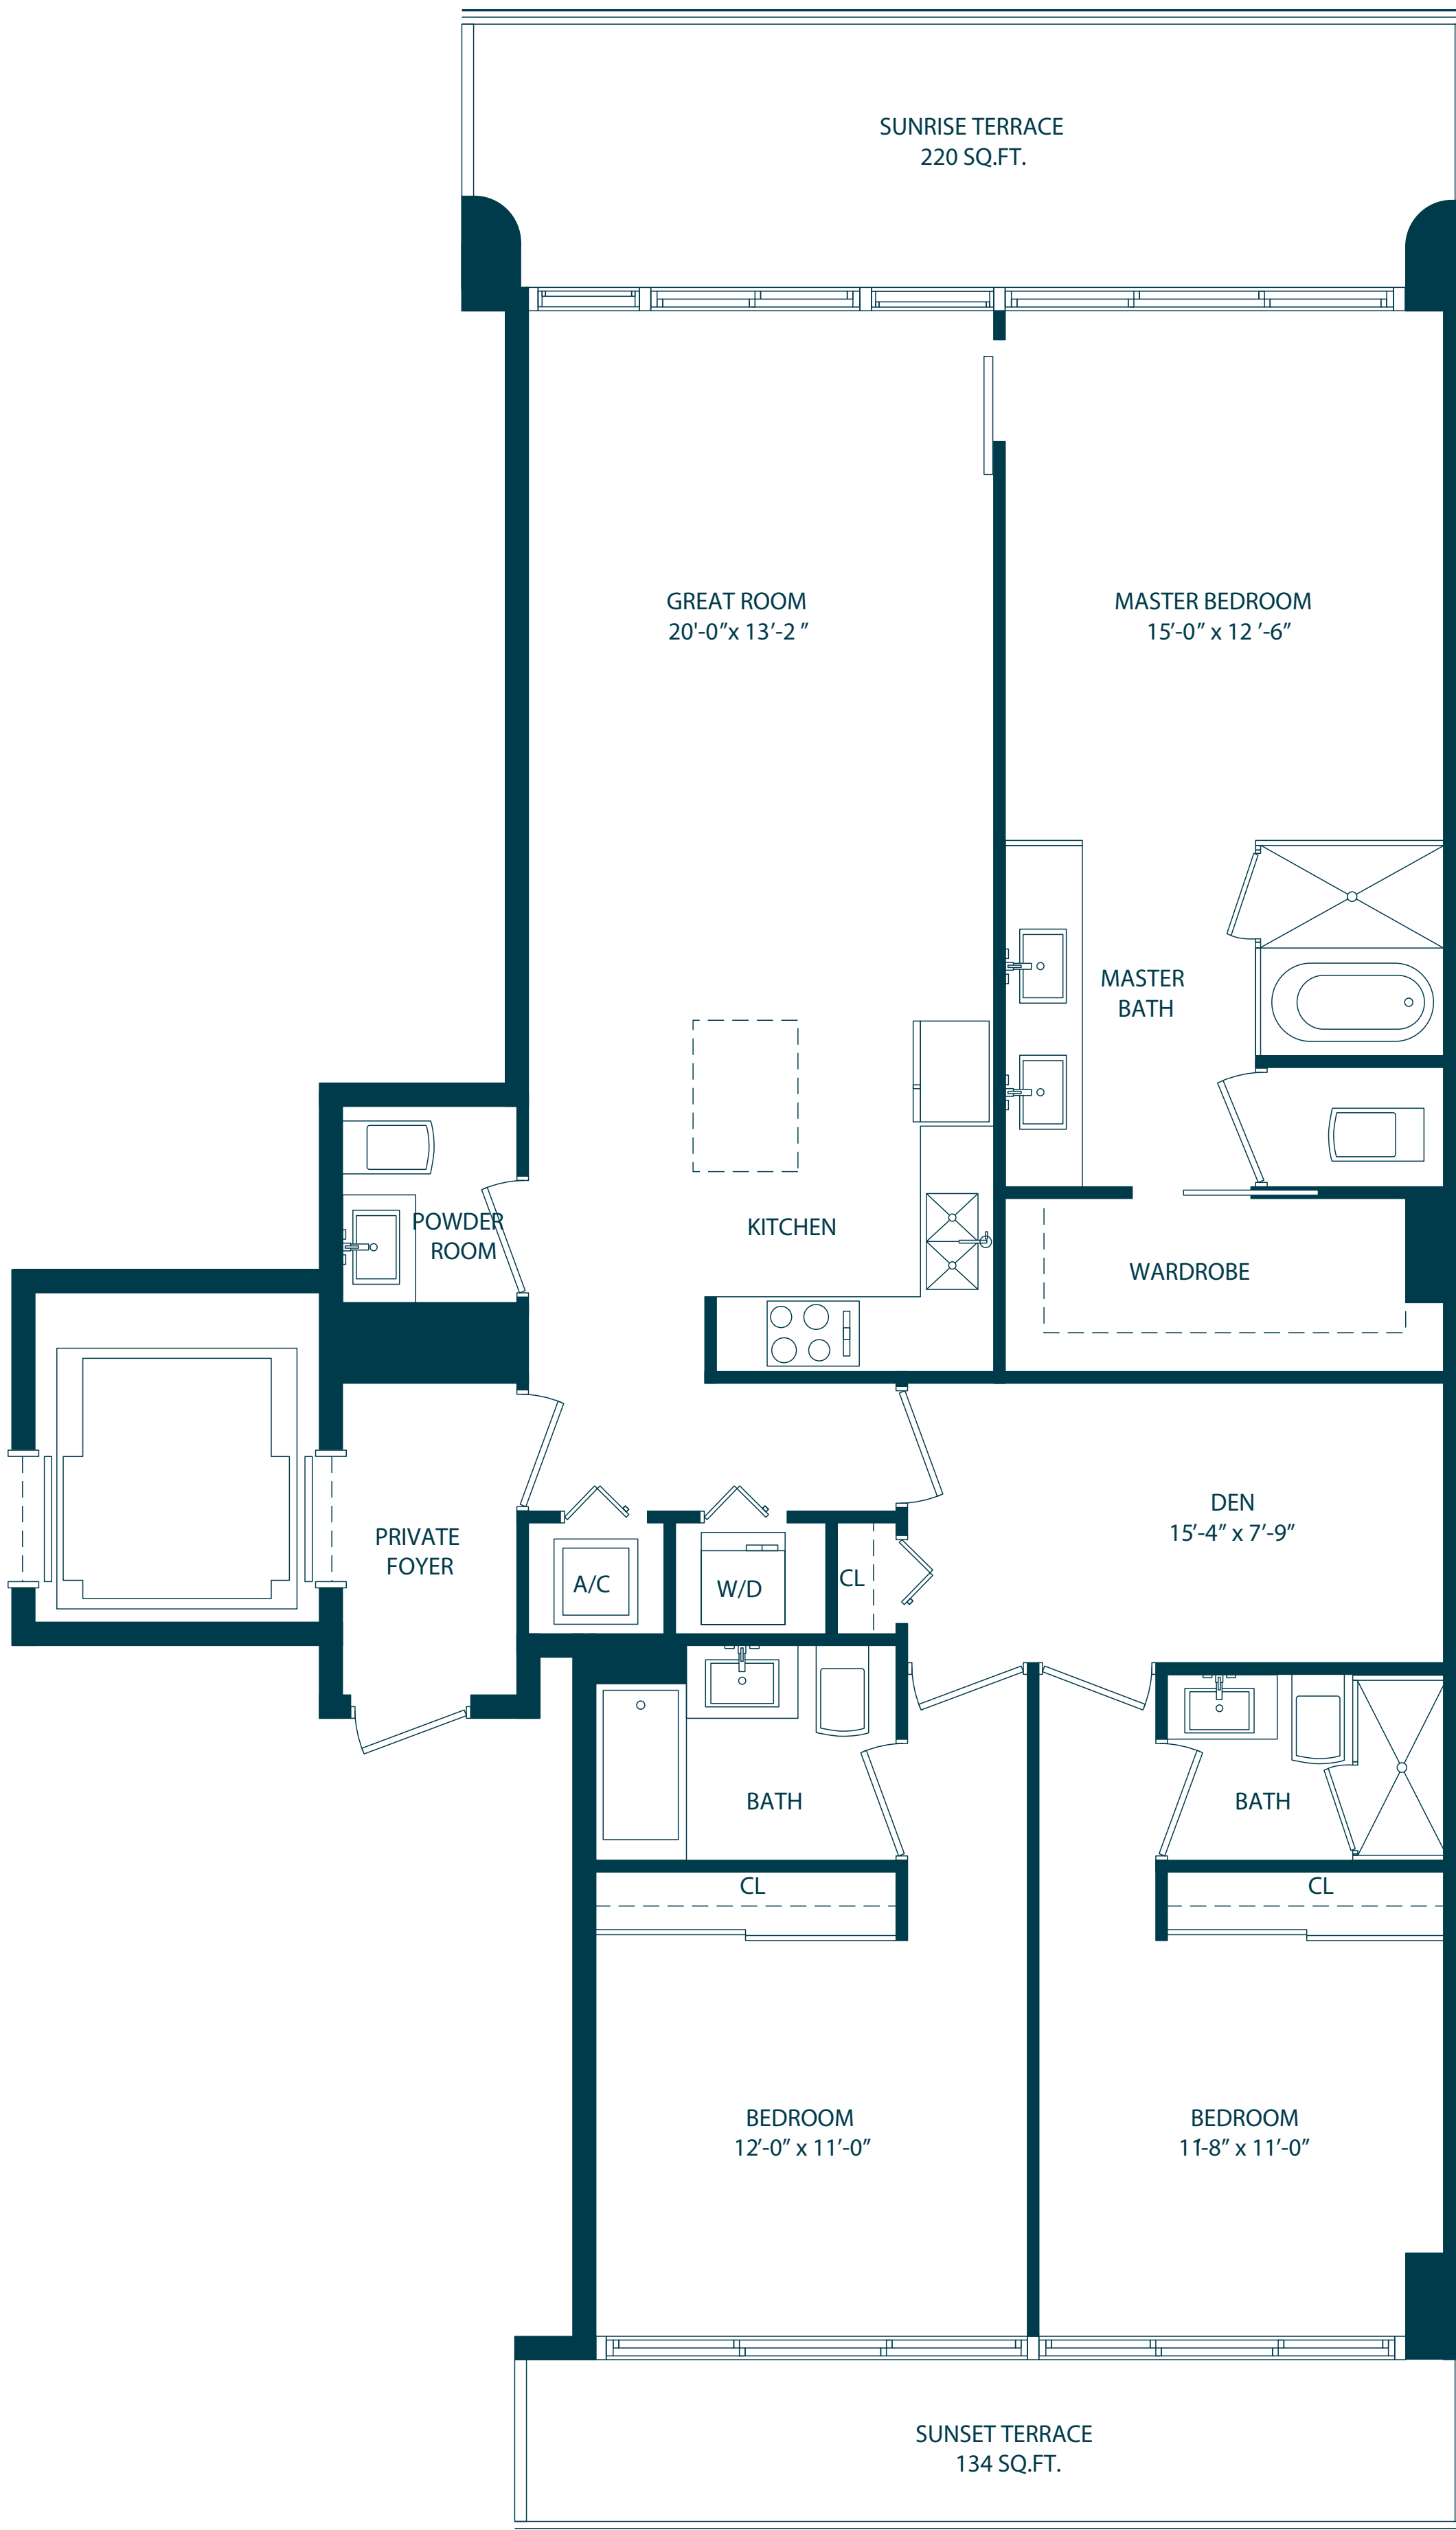 SUNRISE TERRACE
220 SQ.FT.
GREAT ROOM
20'-0”x 13’-2 ”
MASTER BEDROOM
15’-0” x 12 ’-6”
MASTER
BATH
POWDER
ROOM
KITCHEN
WARDROBE
PRIVATE
FOYER
DEN
15’-4” x 7’-9”
A/C
W/D
CL
BATH
BATH
CL
CL
BEDROOM
12’-0” x 11’-0”
BEDROOM
11’-8” x 11’-0”
SUNSET TERRACE
134 SQ.FT.